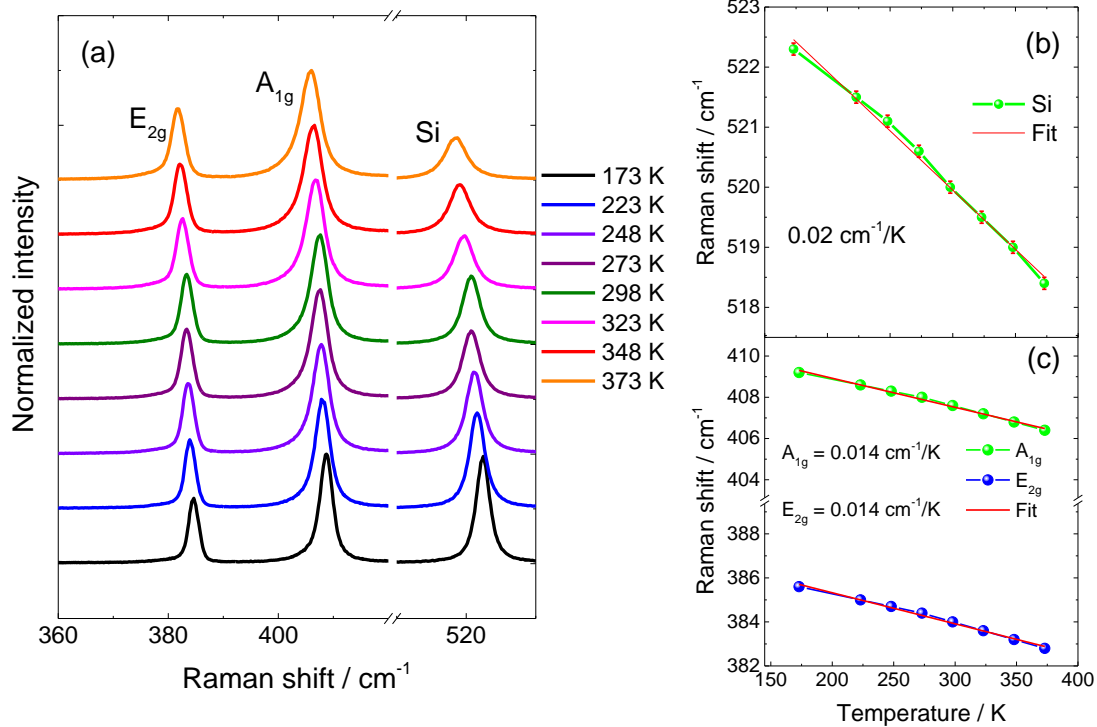 (a)
E2g
A1g
Si
Normalized intensity
173 K
223 K
248 K
273 K
298 K
323 K
348 K
373 K
360
380
400
520
Raman shift / cm-1
(b)
523
522
521
520
519
518
Raman shift / cm-1
Si
Fit
0.02 cm-1/K
(c)
410
408
406
404
388
386
384
382
Raman shift / cm-1
A1g = 0.014 cm-1/K
E2g = 0.014 cm-1/K
A1g
E2g
Fit
150
200
250
300
350
400
Temperature / K